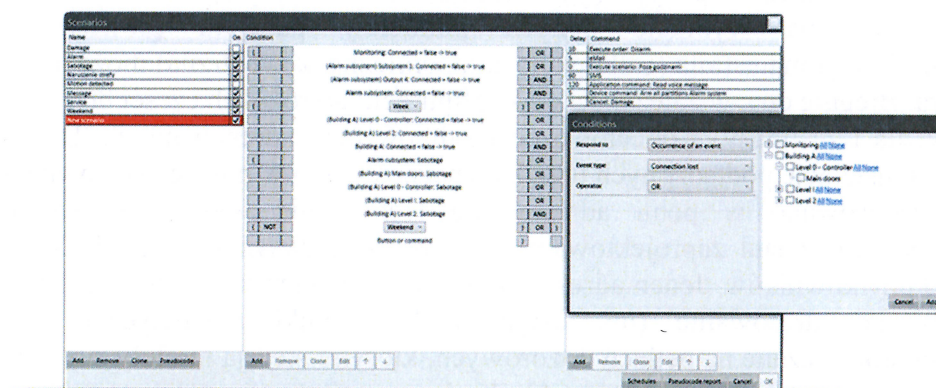 Scenarios
Name On Condition Delay Command
Damage
Alarm
Sabotage
Naruszenie strefy
Motion detected
Message
Service
Weekend
New scenario
( Monitoring: Connected = false -> true OR
(Alarm subsystem) Subsystem 1: Connected = false -> true OR
(Alarm subsystem) Output 4: Connected = false -> true AND
Alarm subsystem: Connected = false -> true AND
( Week ) OR
(Building A) Level 0 - Controller: Connected = false -> true OR
(Building A) Level 2: Connected = false -> true OR
Building A: Connected = false -> true AND
( Alarm subsystem: Sabotage OR
(Building A) Main doors: Sabotage OR
(Building A) Level 0 - Controller: Sabotage OR
(Building A) Level I: Sabotage OR
(Building A) Level 2: Sabotage AND
( NOT Weekend ) OR )
Button or command )
10 Execute order: Disarm
5 eMail
0 Execute scenario: Poza godzinami
60 SMS
120 Application command: Read voice message
5 Device command: Arm all partitions Alarm system
1 Cancel: Damage
Conditions
Respond to Occurrence of an event
Event type Connection lost
Operator OR
Monitoring All None
Building A All None
Level 0 - Controller All None
Main doors
Level I All None
Level 2 All None
Cancel Add
Add Remove Clone Pseudocode
Add Remove Clone Edit ↑ ↓
Add Remove Clone Edit ↑ ↓
Schedules Pseudocode report Cancel OK